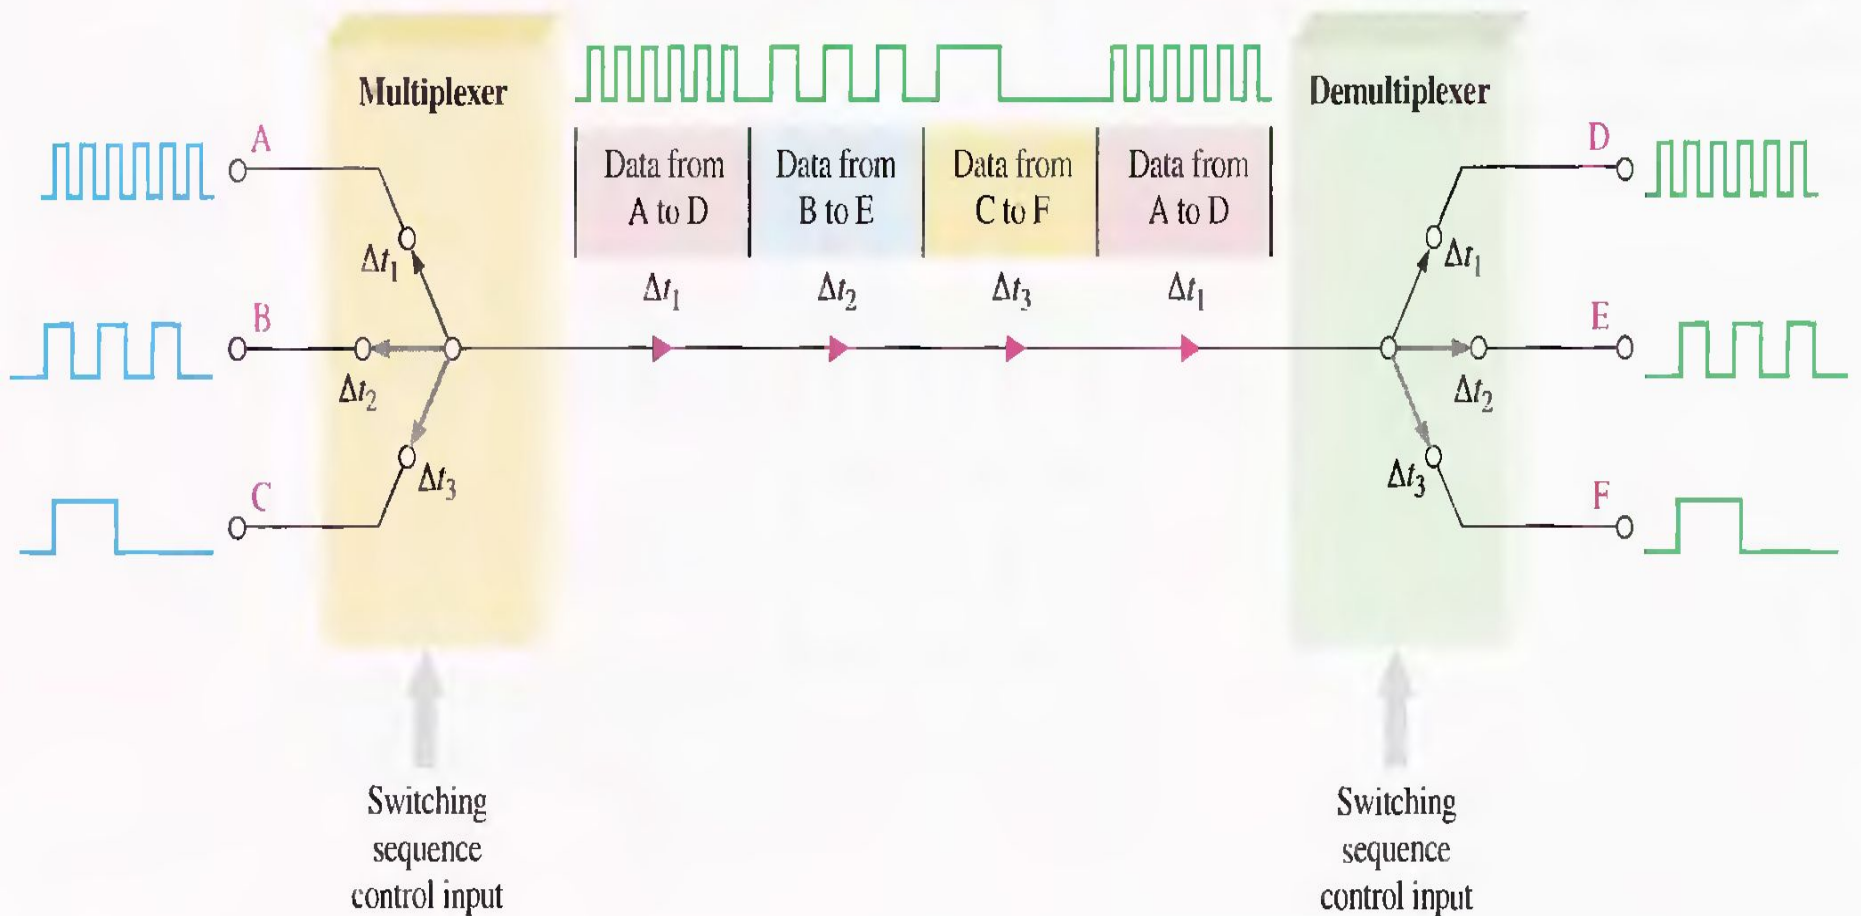 Multiplexer
Demultiplexer
A
Data from
A to D
Data from
B to E
Data from
C to F
Data from
A to D
D
Δt₁
Δt₁
Δt₂
Δt₃
Δt₁
Δt₁
B
E
Δt₂
Δt₂
C
Δt₃
Δt₃
F
Switching
sequence
control input
Switching
sequence
control input